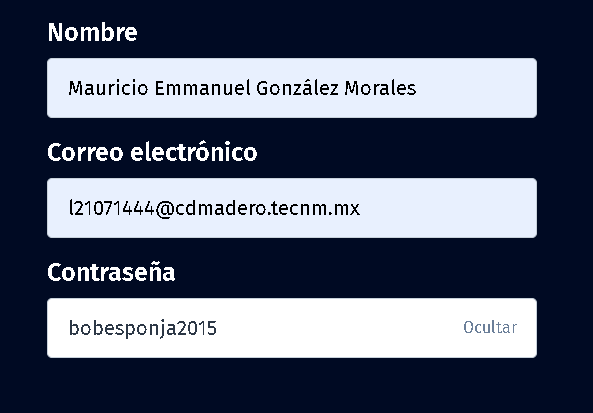 Nombre
Mauricio Emmanuel González Morales
Correo electrónico
l21071444@cdmadero.tecnm.mx
Contraseña
bobesponja2015
Ocultar